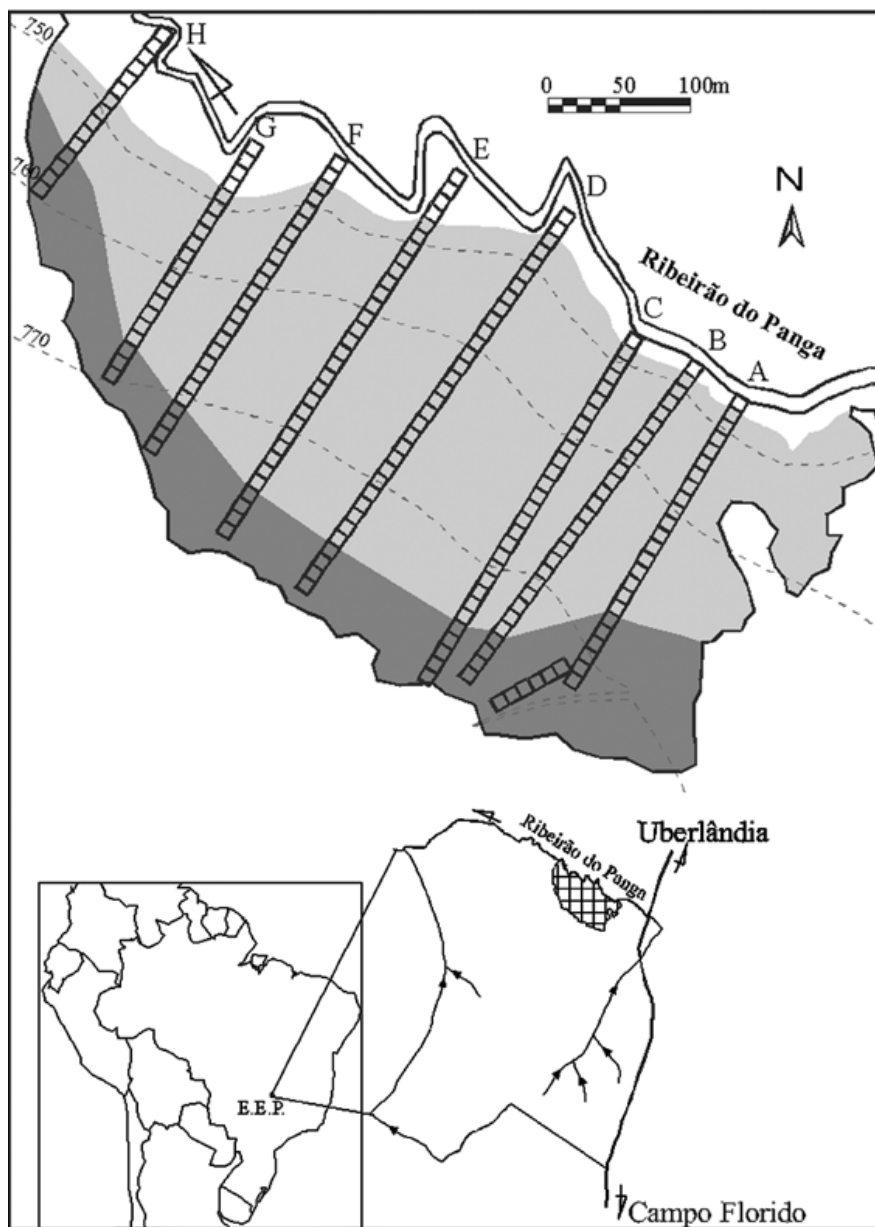 750
H
G
F
E
D
0 50 100m
N
760
770
Ribeirão do Panga
C
B
A
Ribeirão do Panga
Uberlândia
E.E.P.
Campo Florido